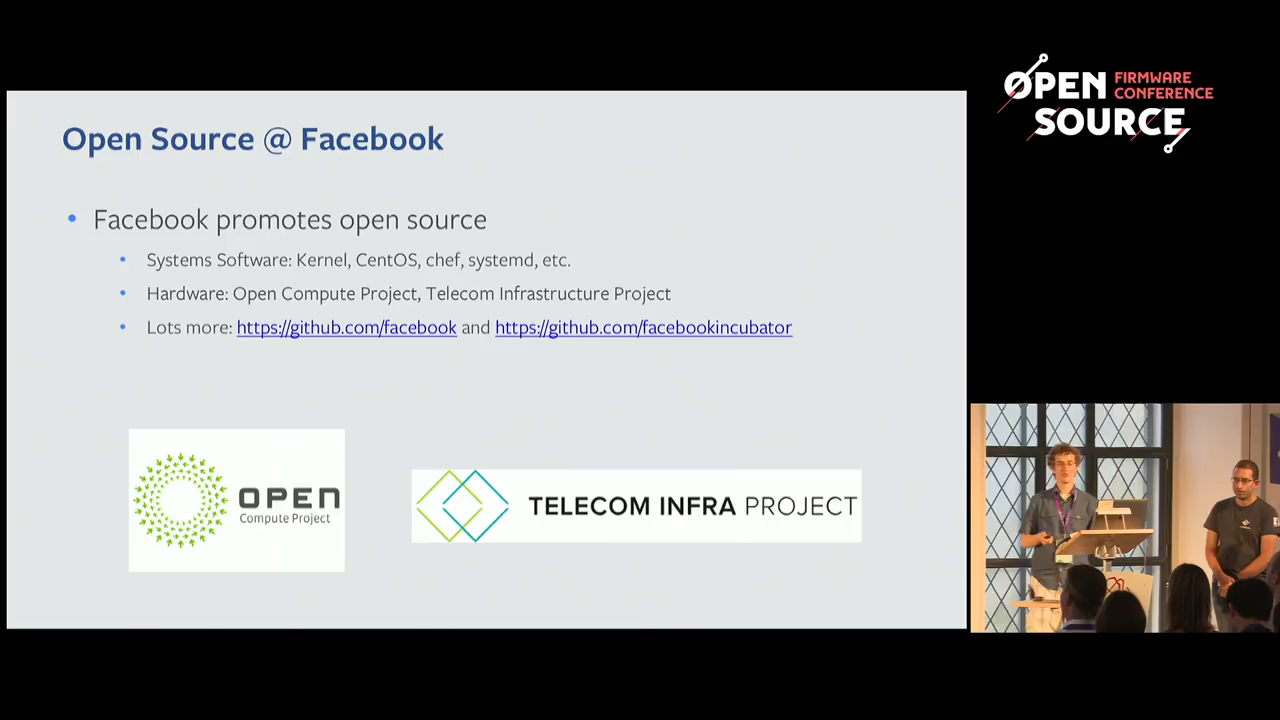 OPEN FIRMWARE CONFERENCE
SOURCE
Open Source @ Facebook
Facebook promotes open source
Systems Software: Kernel, CentOS, chef, systemd, etc.
Hardware: Open Compute Project, Telecom Infrastructure Project
Lots more: https://github.com/facebook and https://github.com/facebookincubator
OPEN
Compute Project
TELECOM INFRA PROJECT